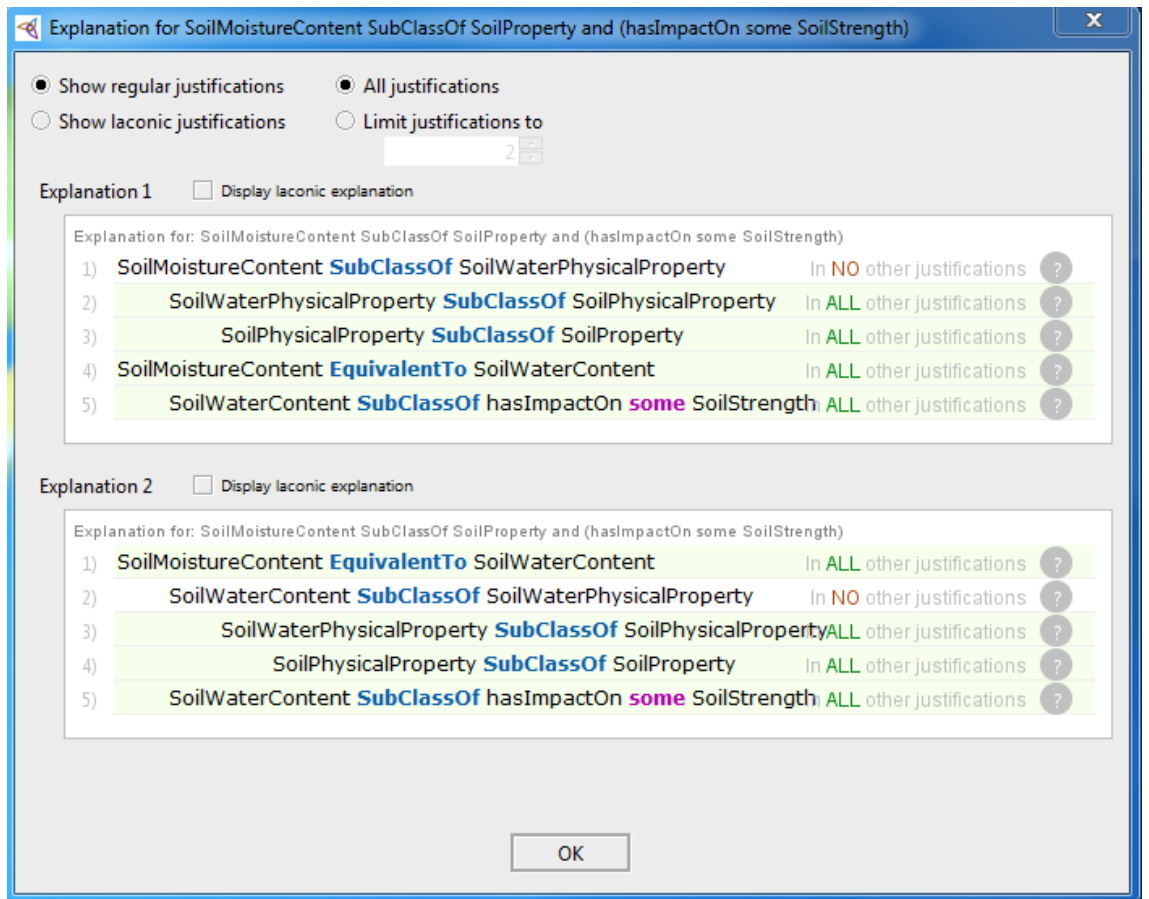 Explanation for SoilMoistureContent SubClassOf SoilProperty and (hasImpactOn some SoilStrength)
x
Show regular justifications All justifications
Show laconic justifications Limit justifications to
2
Explanation 1 Display laconic explanation
Explanation for: SoilMoistureContent SubClassOf SoilProperty and (hasImpactOn some SoilStrength)
1) SoilMoistureContent SubClassOf SoilWaterPhysicalProperty In NO other justifications ?
2) SoilWaterPhysicalProperty SubClassOf SoilPhysicalProperty In ALL other justifications ?
3) SoilPhysicalProperty SubClassOf SoilProperty In ALL other justifications ?
4) SoilMoistureContent EquivalentTo SoilWaterContent In ALL other justifications ?
5) SoilWaterContent SubClassOf hasImpactOn some SoilStrength ALL other justifications ?
Explanation 2 Display laconic explanation
Explanation for: SoilMoistureContent SubClassOf SoilProperty and (hasImpactOn some SoilStrength)
1) SoilMoistureContent EquivalentTo SoilWaterContent In ALL other justifications ?
2) SoilWaterContent SubClassOf SoilWaterPhysicalProperty In NO other justifications ?
3) SoilWaterPhysicalProperty SubClassOf SoilPhysicalProperty ALL other justifications ?
4) SoilPhysicalProperty SubClassOf SoilProperty In ALL other justifications ?
5) SoilWaterContent SubClassOf hasImpactOn some SoilStrength ALL other justifications ?
OK